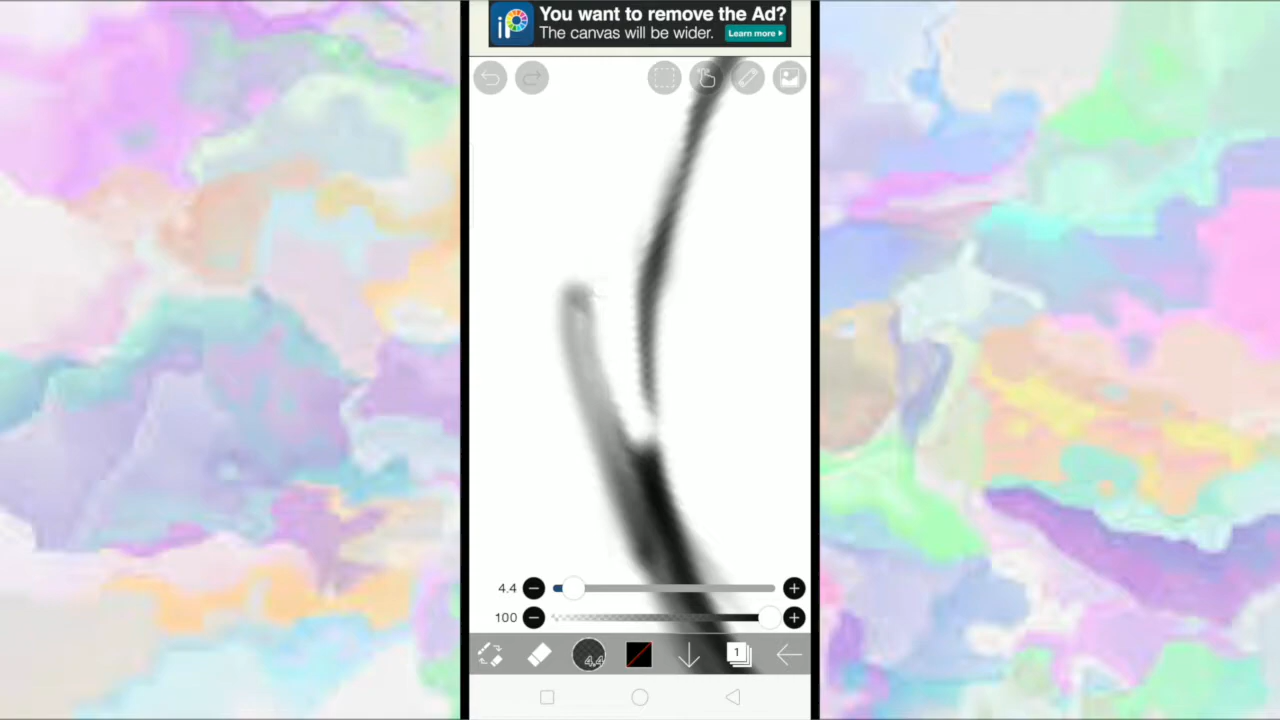 iP
You want to remove the Ad?
The canvas will be wider.
Learn more
4.4
100
4.4
1